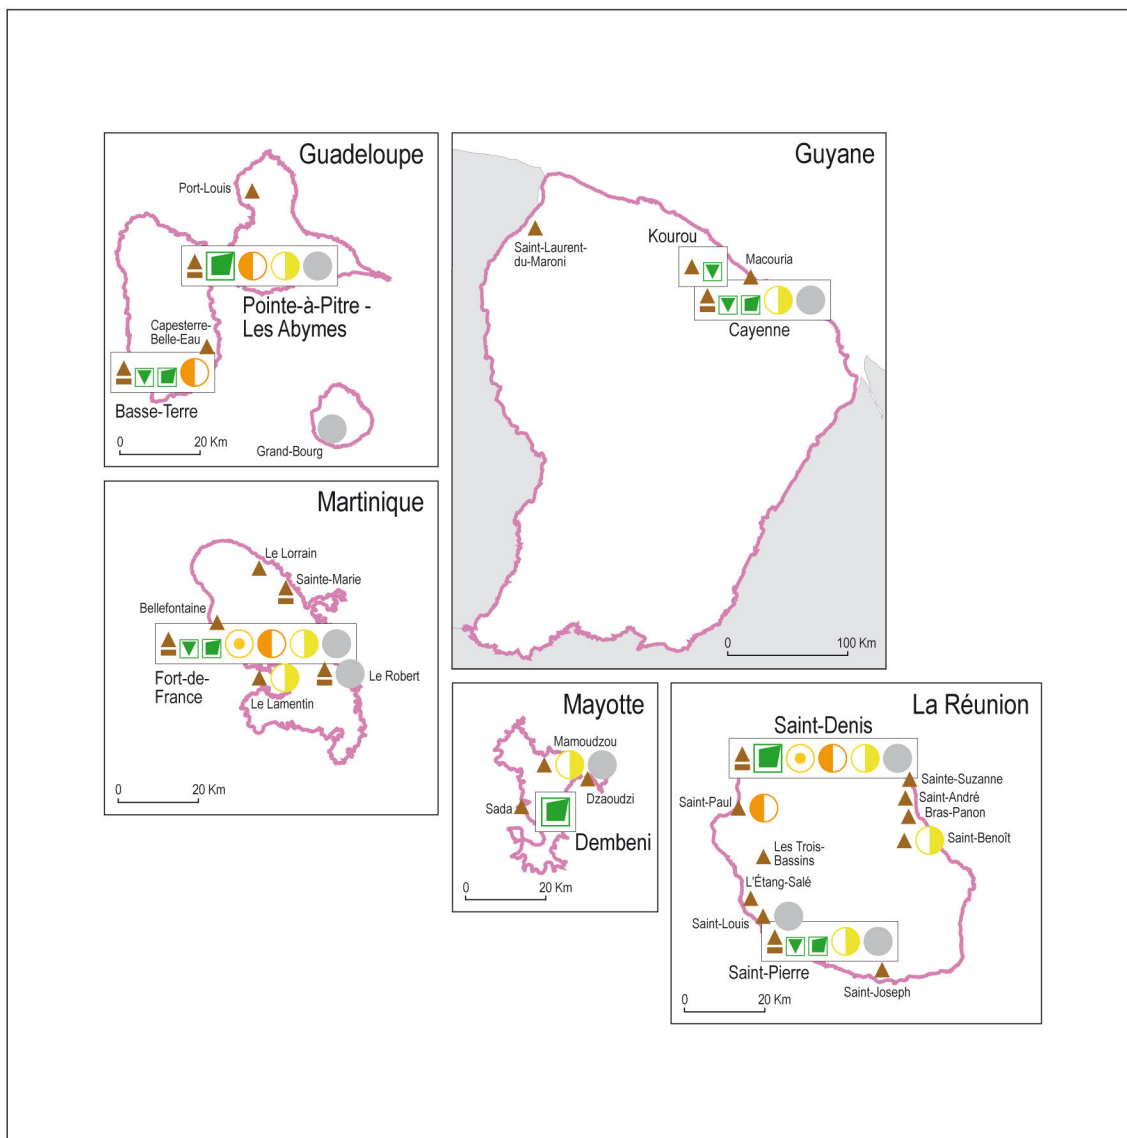 Guadeloupe
Port-Louis
Pointe-à-Pitre -
Les Abymes
Capesterre-
Belle-Eau
Basse-Terre
0
20 Km
Grand-Bourg
Guyane
Saint-Laurent-
du-Maroni
Kourou
Macouria
Cayenne
0
100 Km
Martinique
Le Lorrain
Sainte-Marie
Bellefontaine
Fort-de-
France
Le Lamentin
Le Robert
0
20 Km
Mayotte
Mamoudzou
Dzaoudzi
Sada
Dembeni
0
20 Km
La Réunion
Saint-Denis
Sainte-Suzanne
Saint-André
Bras-Panon
Saint-Paul
Saint-Benoît
Les Trois-
Bassins
L'Étang-Salé
Saint-Louis
Saint-Pierre
Saint-Joseph
0
20 Km